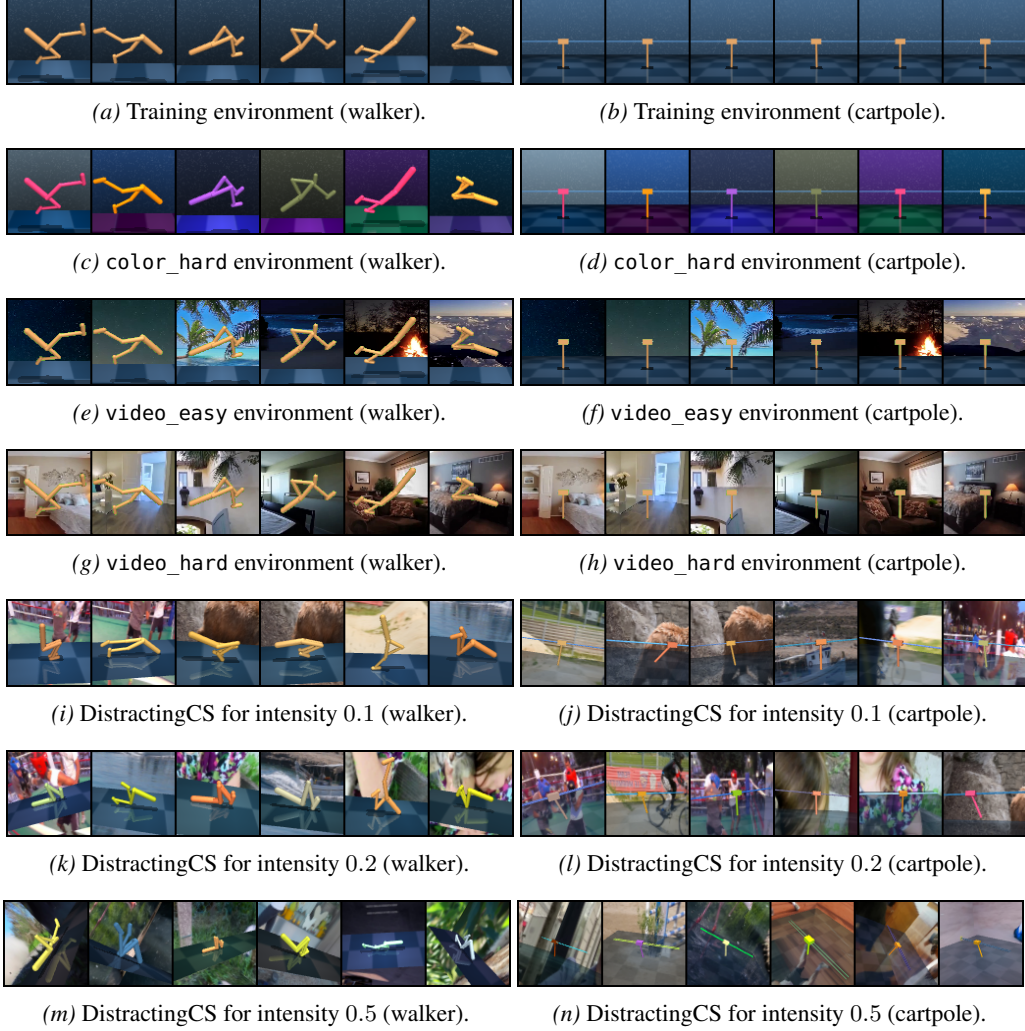 (a) Training environment (walker).
(b) Training environment (cartpole).
(c) color_hard environment (walker).
(d) color_hard environment (cartpole).
(e) video_easy environment (walker).
(f) video_easy environment (cartpole).
(g) video_hard environment (walker).
(h) video_hard environment (cartpole).
(i) DistractingCS for intensity 0.1 (walker).
(j) DistractingCS for intensity 0.1 (cartpole).
(k) DistractingCS for intensity 0.2 (walker).
(l) DistractingCS for intensity 0.2 (cartpole).
(m) DistractingCS for intensity 0.5 (walker).
(n) DistractingCS for intensity 0.5 (cartpole).